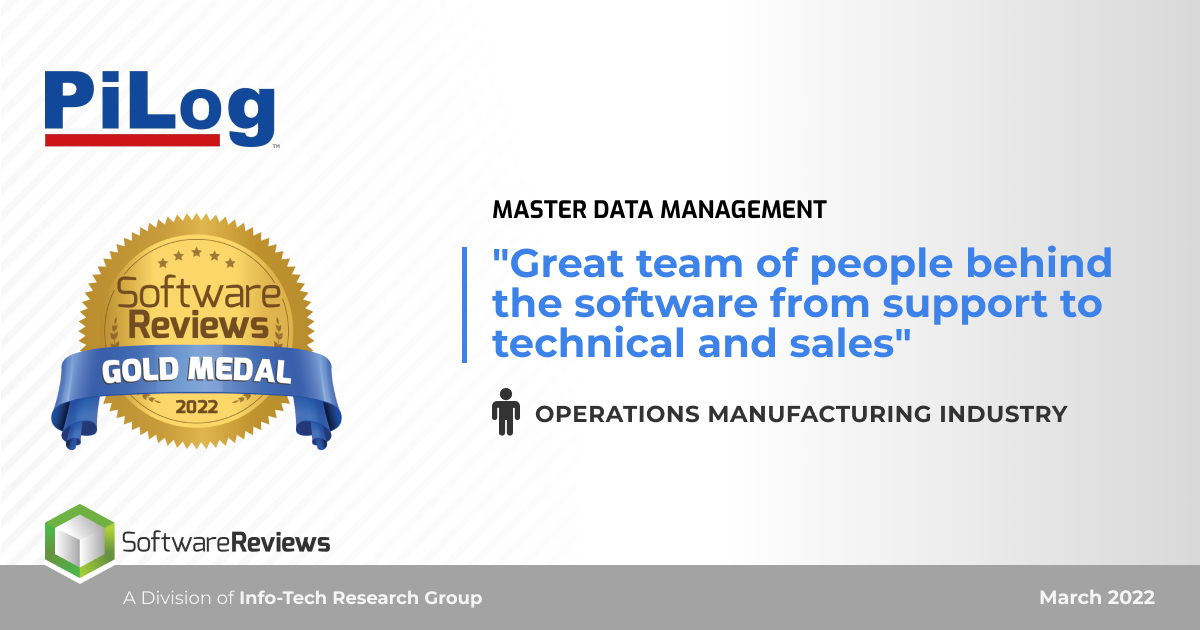 PiLog™
Software
Reviews
GOLD MEDAL
2022
MASTER DATA MANAGEMENT
"Great team of people behind
the software from support to
technical and sales"
OPERATIONS MANUFACTURING INDUSTRY
SoftwareReviews
A Division of Info-Tech Research Group
March 2022